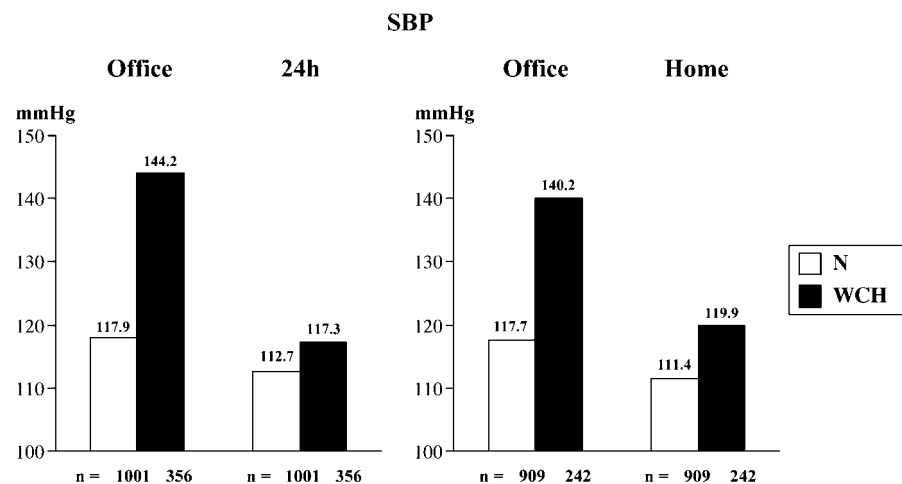 SBP
Office 24h Office Home
mmHg mmHg
150 150
144.2 140.2
140 140
130 130
N
WCH
120 120
117.9 117.3 117.7 119.9
112.7 111.4
110 110
100 100
n = 1001 356 n = 1001 356 n = 909 242 n = 909 242